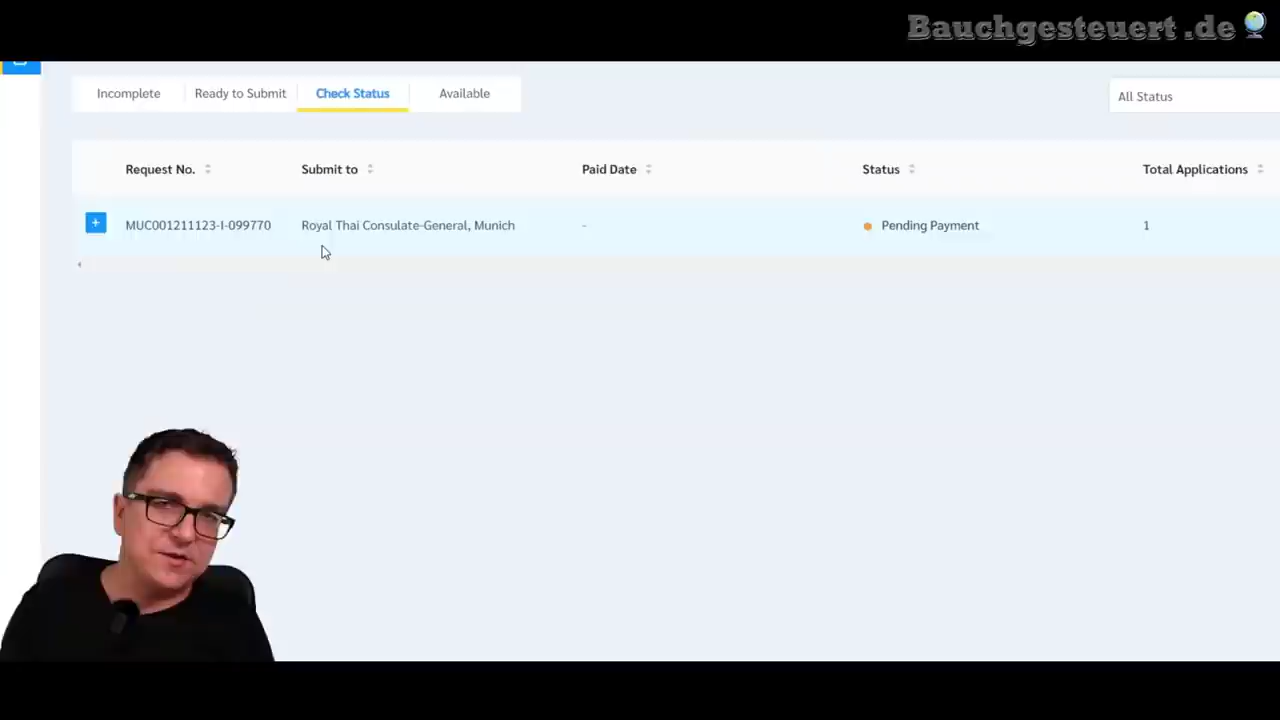 Bauchgesteuert .de
Incomplete Ready to Submit Check Status Available All Status
Request No. Submit to Paid Date Status Total Applications
MUC001211123-I-099770 Royal Thai Consulate-General, Munich - Pending Payment 1